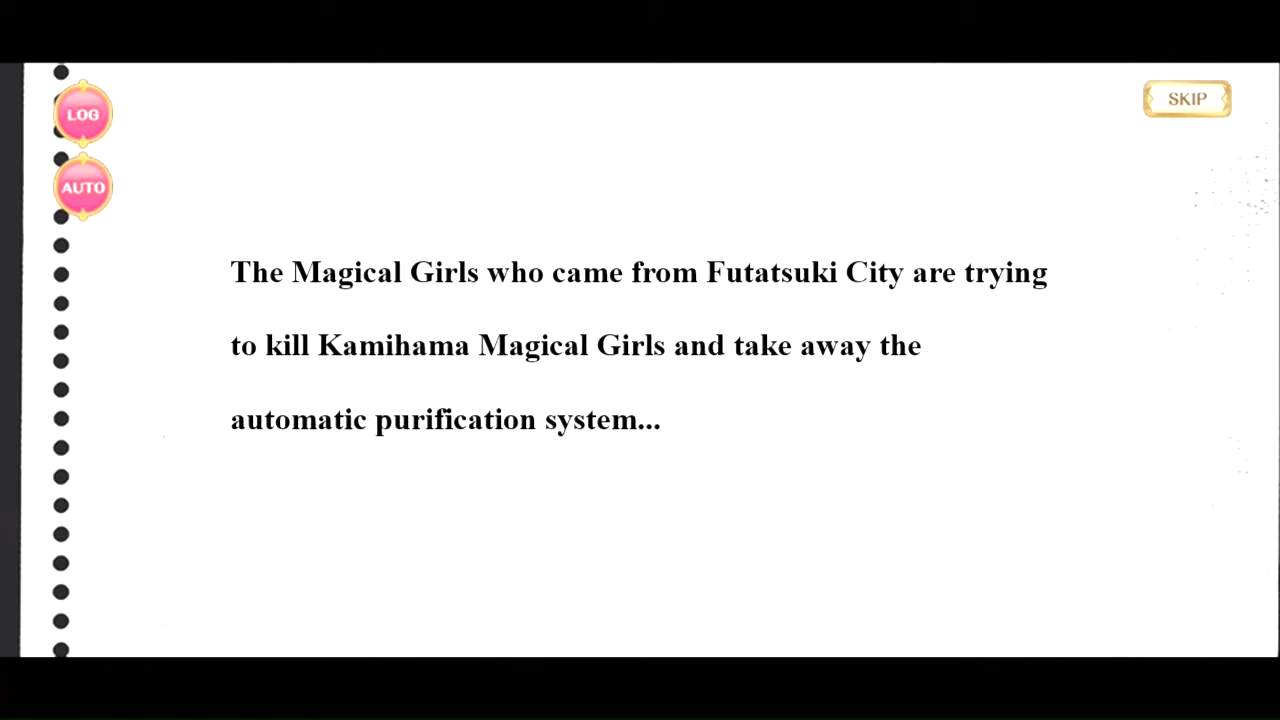 LOG
SKIP
AUTO
The Magical Girls who came from Futatsuki City are trying
to kill Kamihama Magical Girls and take away the
automatic purification system...